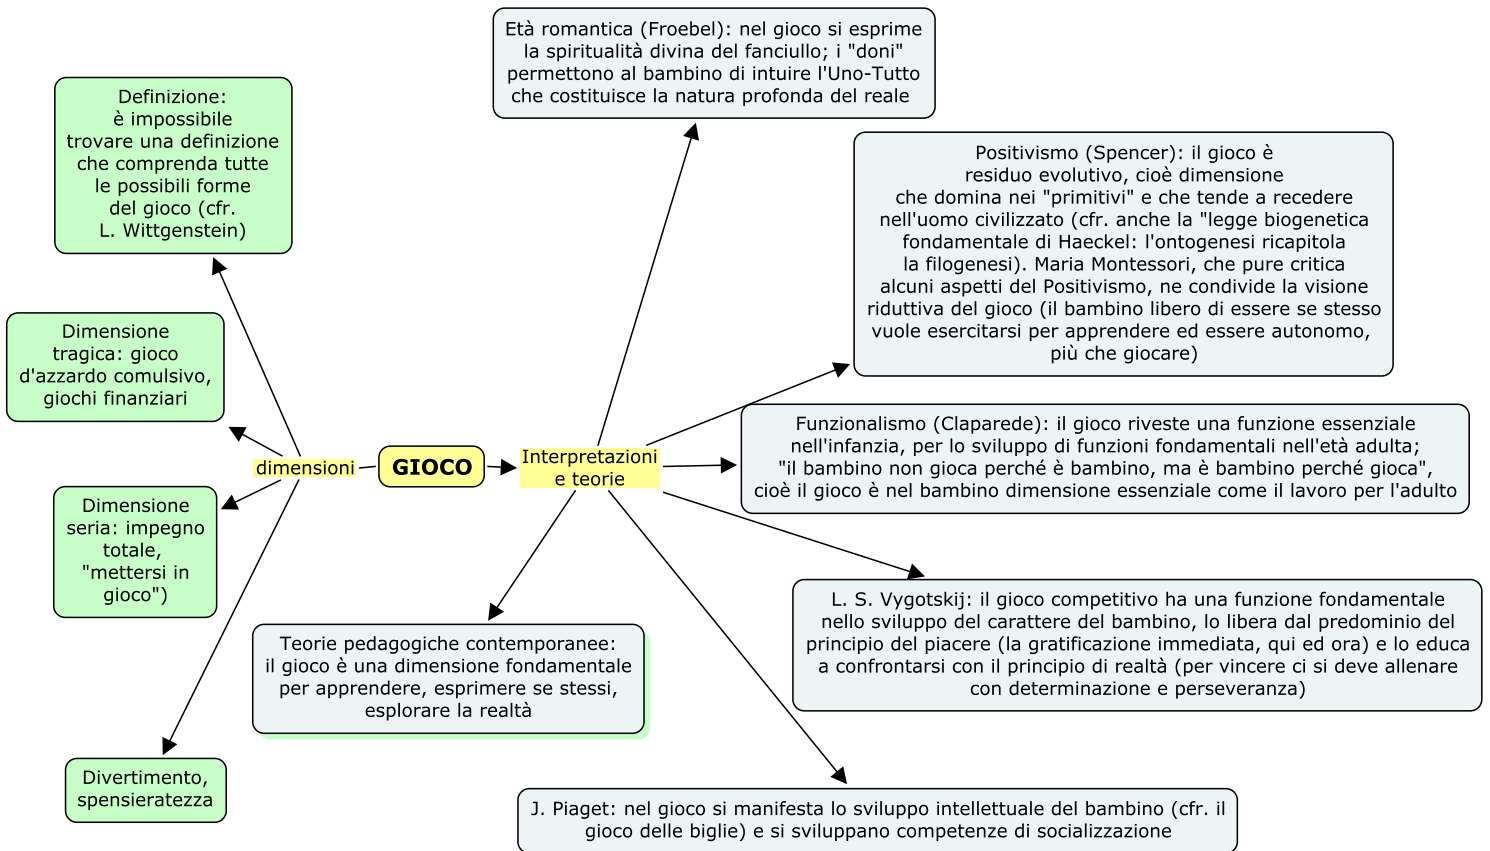 Età romantica (Froebel): nel gioco si esprime
la spiritualità divina del fanciullo; i "doni"
permettono al bambino di intuire l'Uno-Tutto
che costituisce la natura profonda del reale
Definizione:
è impossibile
trovare una definizione
che comprenda tutte
le possibili forme
del gioco (cfr.
L. Wittgenstein)
Positivismo (Spencer): il gioco è
residuo evolutivo, cioè dimensione
che domina nei "primitivi" e che tende a recedere
nell'uomo civilizzato (cfr. anche la "legge biogenetica
fondamentale di Haeckel: l'ontogenesi ricapitola
la filogenesi). Maria Montessori, che pure critica
alcuni aspetti del Positivismo, ne condivide la visione
riduttiva del gioco (il bambino libero di essere se stesso
vuole esercitarsi per apprendere ed essere autonomo,
più che giocare)
Dimensione
tragica: gioco
d'azzardo comulsivo,
giochi finanziari
dimensioni
GIOCO
Interpretazioni
e teorie
Funzionalismo (Claparede): il gioco riveste una funzione essenziale
nell'infanzia, per lo sviluppo di funzioni fondamentali nell'età adulta;
"il bambino non gioca perché è bambino, ma è bambino perché gioca",
cioè il gioco è nel bambino dimensione essenziale come il lavoro per l'adulto
Dimensione
seria: impegno
totale,
"mettersi in
gioco")
L. S. Vygotskij: il gioco competitivo ha una funzione fondamentale
nello sviluppo del carattere del bambino, lo libera dal predominio del
principio del piacere (la gratificazione immediata, qui ed ora) e lo educa
a confrontarsi con il principio di realtà (per vincere ci si deve allenare
con determinazione e perseveranza)
Teorie pedagogiche contemporanee:
il gioco è una dimensione fondamentale
per apprendere, esprimere se stessi,
esplorare la realtà
Divertimento,
spensieratezza
J. Piaget: nel gioco si manifesta lo sviluppo intellettuale del bambino (cfr. il
gioco delle biglie) e si sviluppano competenze di socializzazione